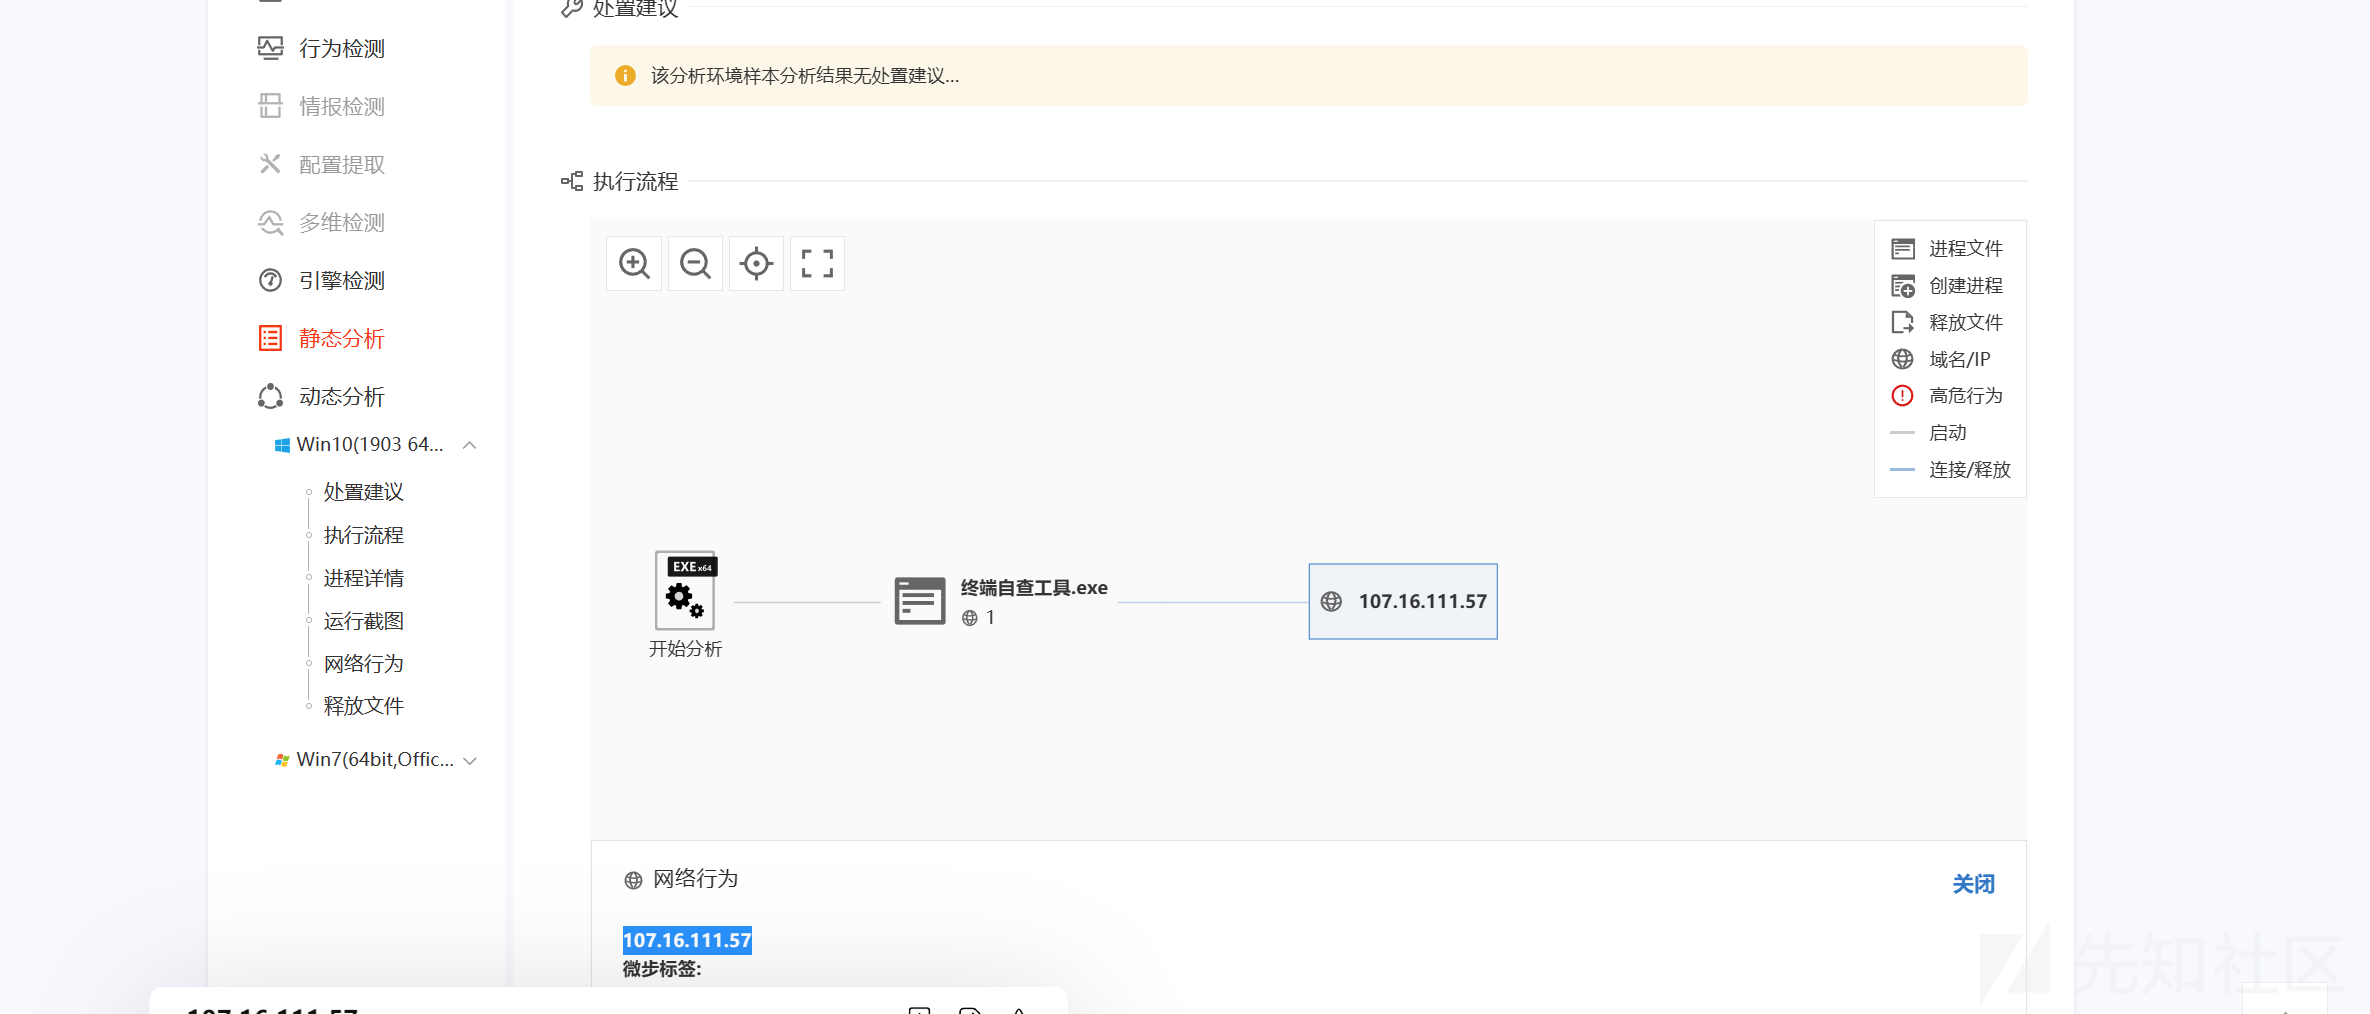 处置建议
行为检测
该分析环境样本分析结果无处置建议...
情报检测
配置提取
执行流程
多维检测
引擎检测
静态分析
动态分析
Win10(1903 64...
处置建议
执行流程
进程详情
运行截图
网络行为
释放文件
Win7(64bit,Offic...
进程文件
创建进程
释放文件
域名/IP
高危行为
启动
连接/释放
EXE x64
开始分析
终端自查工具.exe
1
107.16.111.57
网络行为
关闭
107.16.111.57
微步标签:
107.16.111.57
先知社区